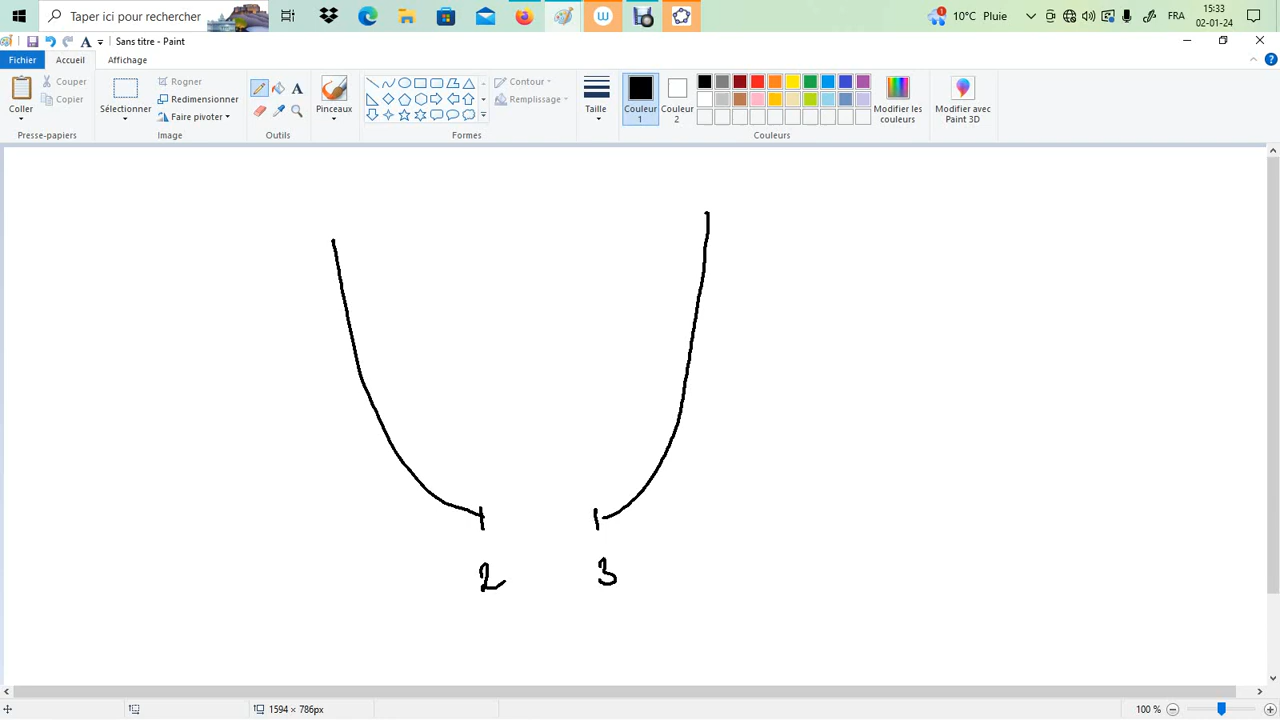 Taper ici pour rechercher
W
1
10°C Pluie
FRA
15:33
02-01-24
A
Sans titre - Paint
Fichier
Accueil
Affichage
?
Coller
Couper
Copier
Presse-papiers
Sélectionner
Rogner
Redimensionner
Faire pivoter
Image
A
Outils
Pinceaux
Contour
Remplissage
Formes
Taille
Couleur 1
Couleur 2
Modifier les couleurs
Couleurs
Modifier avec Paint 3D
2 3
1594 × 786px
100 %